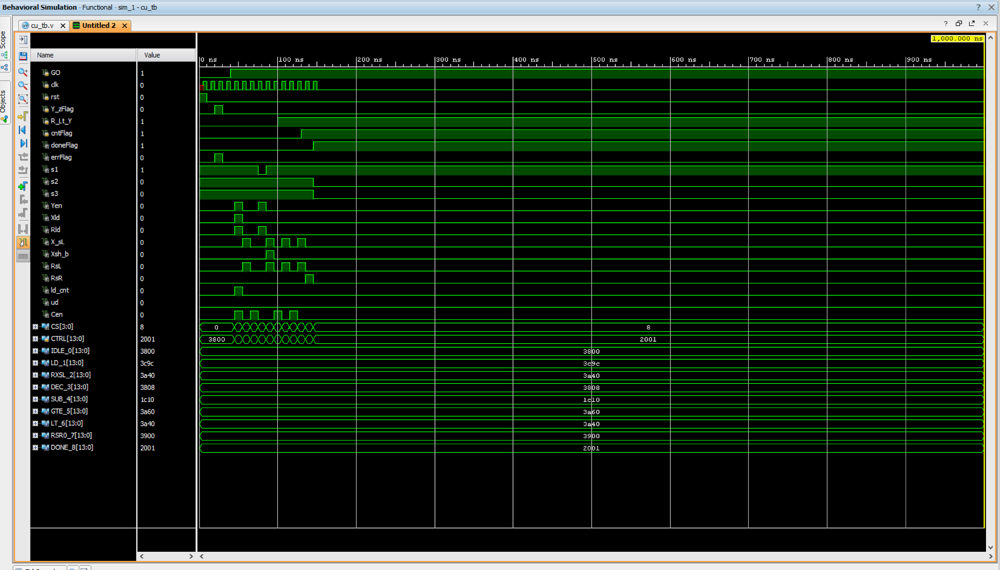 Behavioral Simulation - Functional - sim_1 - cu_tb
Scope
Objects
cu_tb.v
Untitled 2
1,000.000 ns
Name Value
0 ns 100 ns 200 ns 300 ns 400 ns 500 ns 600 ns 700 ns 800 ns 900 ns
GO 1
clk 0
rst 0
Y_zFlag 0
R_Lt_Y 1
cntFlag 1
doneFlag 1
errFlag 0
s1 1
s2 0
s3 0
Yen 0
Xld 0
Rld 0
X_sL 0
Xsh_b 0
RsL 0
RsR 0
ld_cnt 0
ud 0
Cen 0
CS[3:0] 8 0 8
CTRL[13:0] 2001 3800 2001
IDLE_0[13:0] 3800 3800
LD_1[13:0] 3c9c 3c9c
RXSL_2[13:0] 3a40 3a40
DEC_3[13:0] 3808 3808
SUB_4[13:0] 1c10 1c10
GTE_5[13:0] 3a60 3a60
LT_6[13:0] 3a40 3a40
RSR0_7[13:0] 3900 3900
DONE_8[13:0] 2001 2001